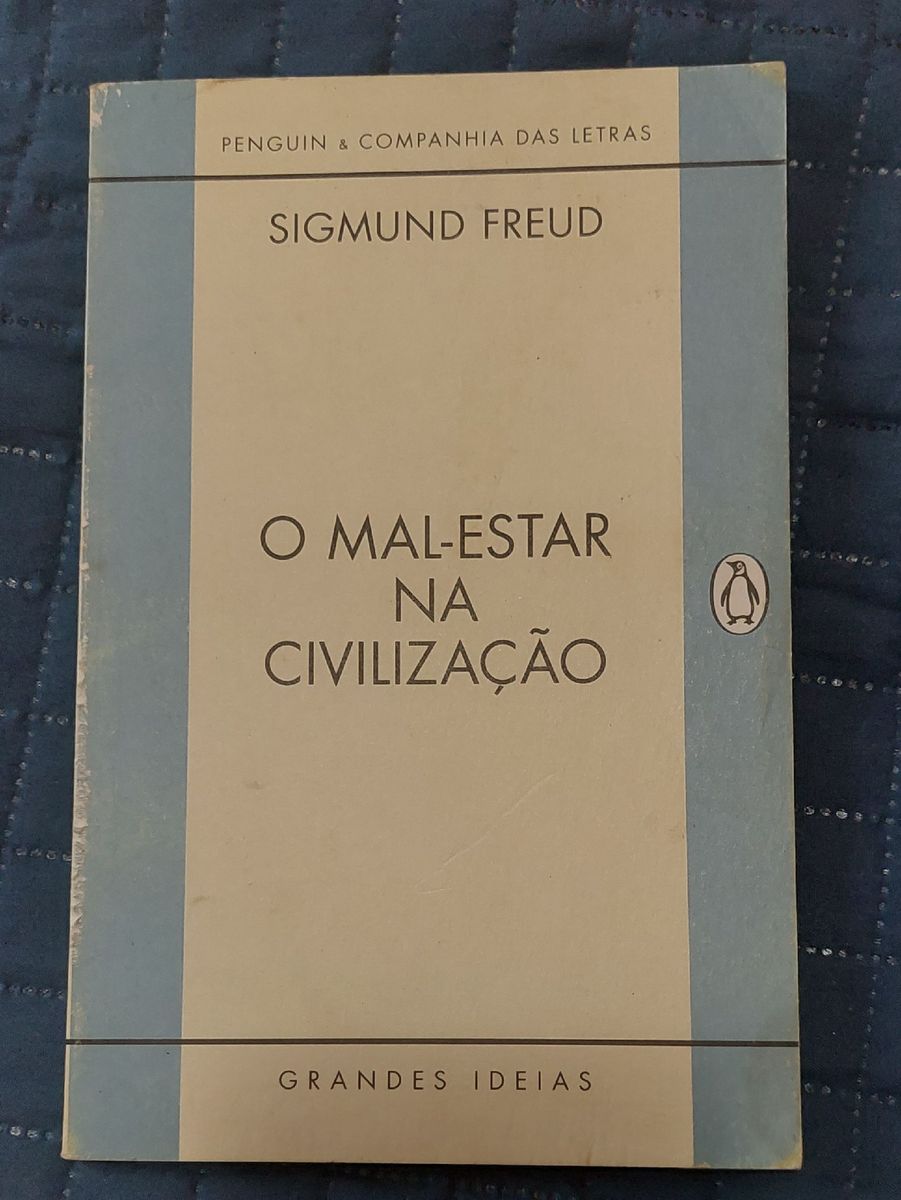 PENGUIN & COMPANHIA DAS LETRAS
SIGMUND FREUD
O MAL-ESTAR
NA
CIVILIZAÇÃO
GRANDES IDEIAS